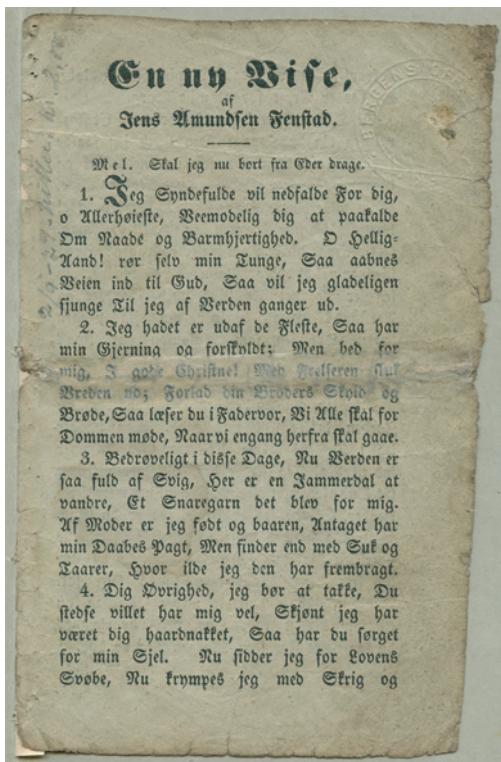 En ny Vise,
af
Jens Amundsen Fenstad.
Mel. Skal jeg nu bort fra Eder drage.
1. Jeg Syndefulde vil nedfalde For dig,
o Allerhøieste, Veemodelig dig at paakalde
Om Naade og Barmhjertighed. O Hellig-
Aand! rør selv min Tunge, Saa aabnes
Veien ind til Gud, Saa vil jeg gladeligen
sjunge Til jeg af Verden ganger ud.
2. Jeg hadet er udaf de Fleste, Saa har
min Gjerning og forskyldt; Men bed for
mig, I gode Christne! Med Frelseren sluk
Vreden ud; Forlad din Broders Skyld og
Brøde, Saa læser du i Fadervor, Vi Alle skal for
Dommen møde, Naar vi engang herfra skal gaae.
3. Bedrøveligt i disse Dage, Nu Verden er
saa fuld af Svig, Her er en Jammerdal at
vandre, Et Snaregarn det blev for mig.
Af Moder er jeg født og baaren, Antaget har
min Daabes Pagt, Men finder end med Suk og
Taarer, Hvor ilde jeg den har frembragt.
4. Dig Øvrighed, jeg bør at takke, Du
stedse villet har mig vel, Skjønt jeg har
været dig haardnakket, Saa har du sørget
for min Sjel. Nu sidder jeg for Lovens
Svøbe, Nu krympes jeg med Skrig og